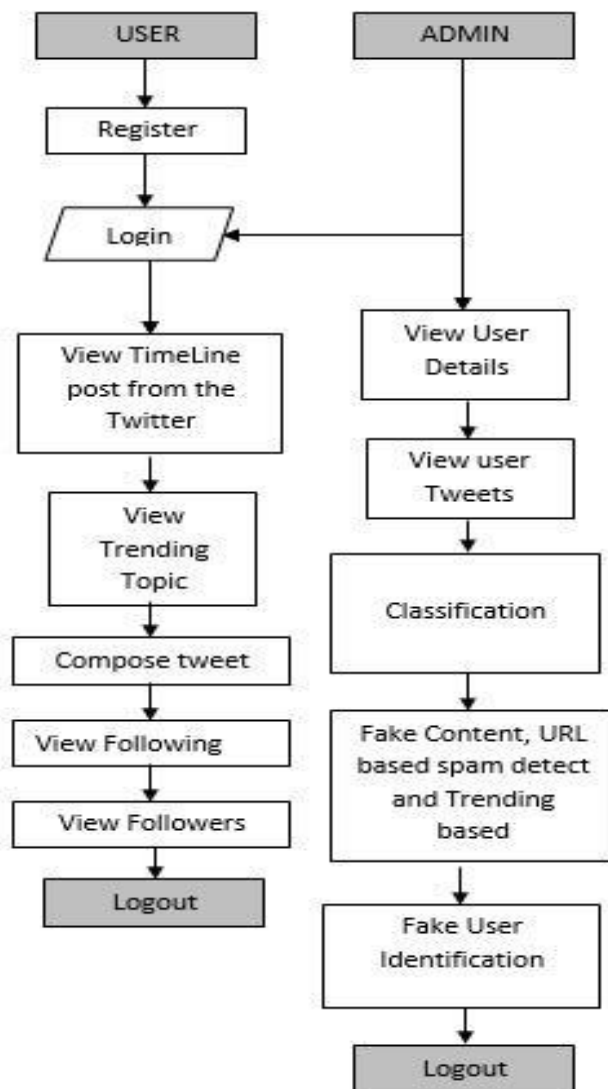 USER
Register
Login
View TimeLine
post from the
Twitter
View
Trending
Topic
Compose tweet
View Following
View Followers
Logout
ADMIN
View User
Details
View user
Tweets
Classification
Fake Content, URL
based spam detect
and Trending
based
Fake User
Identification
Logout